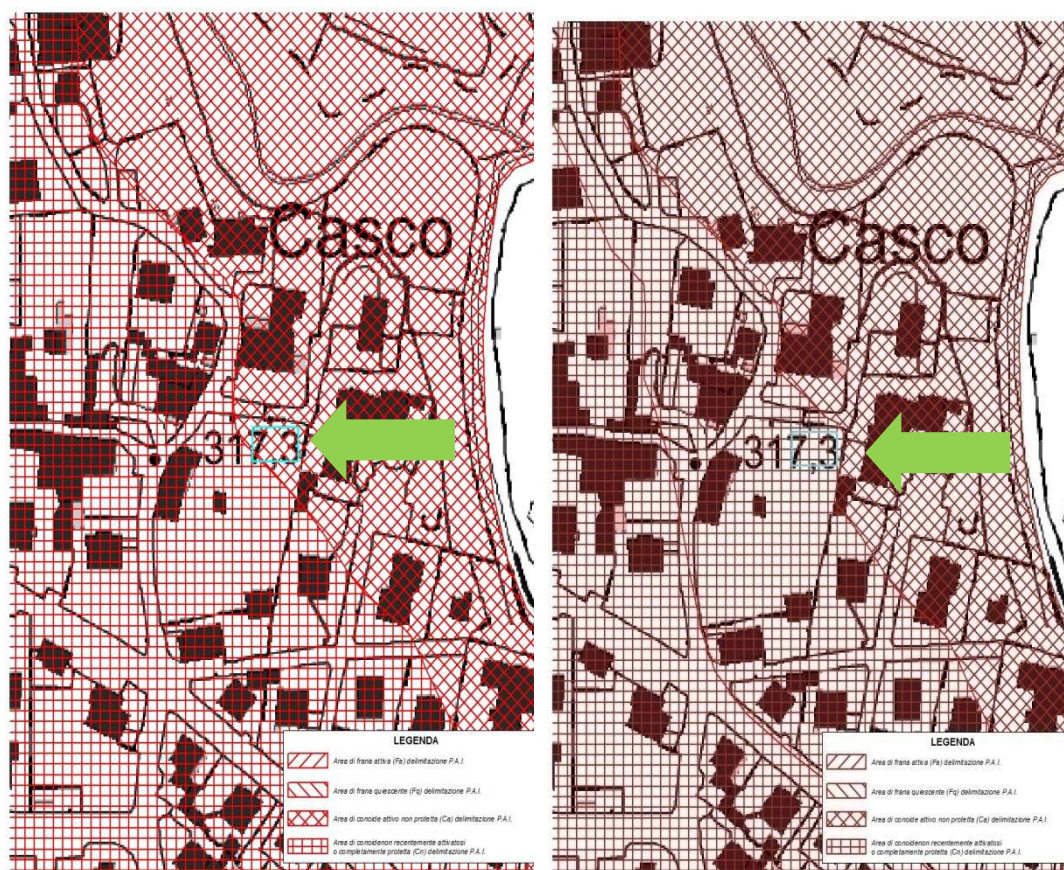 Casco
317,3
LEGENDA
Area di frana attiva (Fa) delimitazione P.A.I.
Area di frana quiescente (Fq) delimitazione P.A.I.
Area di conoide attivo non protetta (Ca) delimitazione P.A.I.
Area di conoidenon recentemente attivatosi
o completamente protetta (Cn) delimitazione P.A.I.
Casco
317,3
LEGENDA
Area di frana attiva (Fa) delimitazione P.A.I.
Area di frana quiescente (Fq) delimitazione P.A.I.
Area di conoide attivo non protetta (Ca) delimitazione P.A.I.
Area di conoidenon recentemente attivatosi
o completamente protetta (Cn) delimitazione P.A.I.